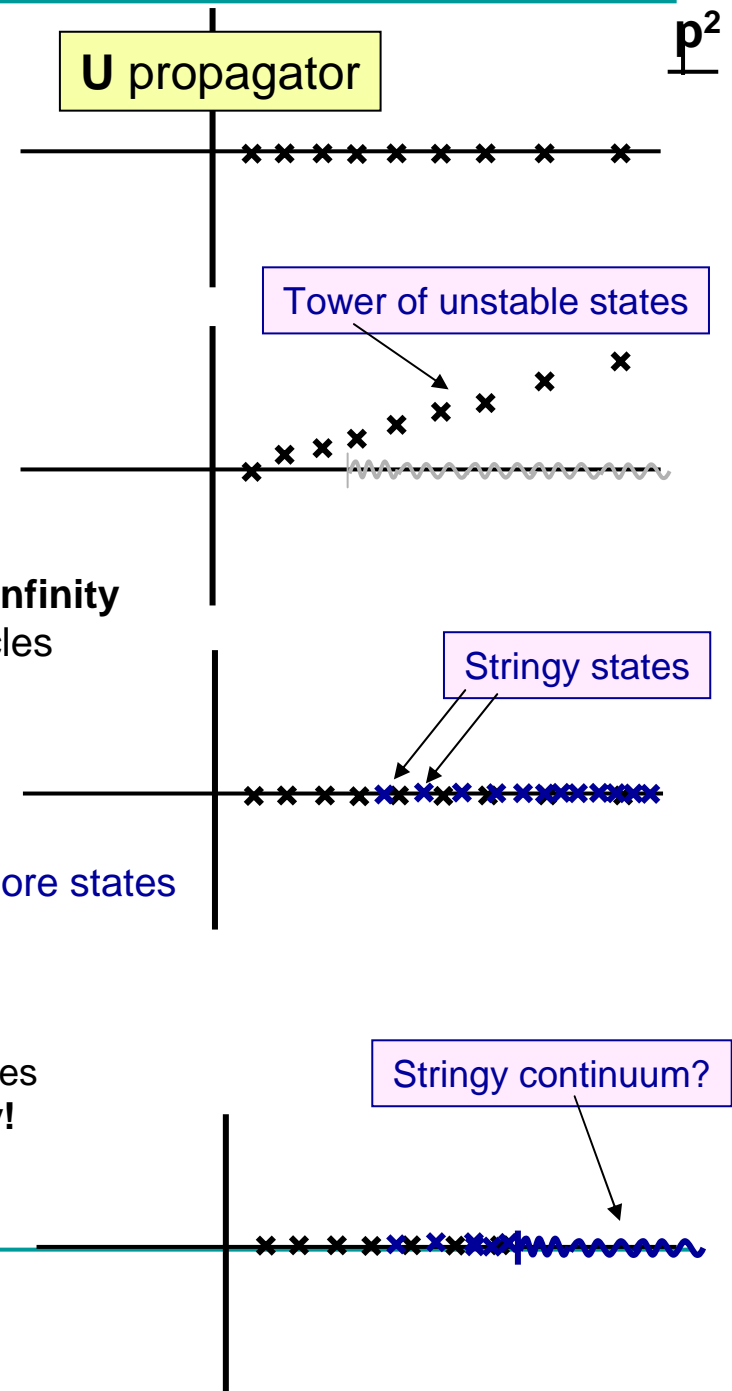 p²
U propagator
Tower of unstable states
nfinity
cles
Stringy states
ore states
Stringy continuum?
es
y!